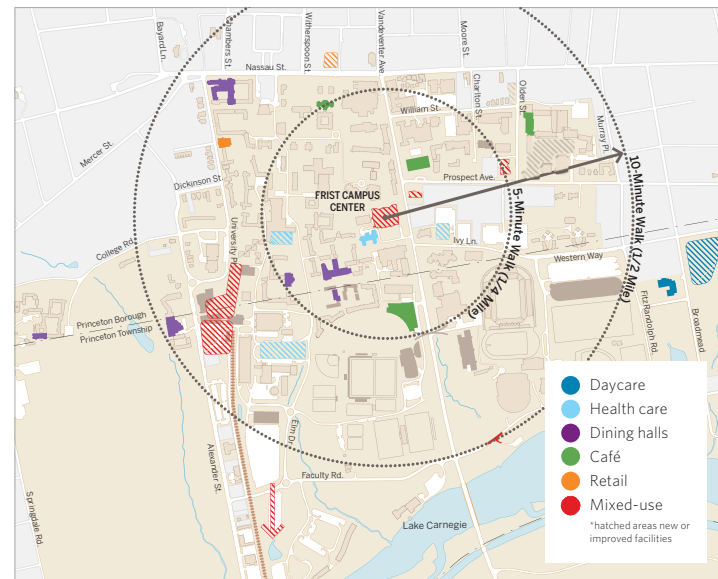 Bayard Ln.
Chambers St.
Witherspoon St.
Vandeventer Ave
Moore St.
Nassau St.
Charlton St.
Olden St.
William St.
Murray Pl.
Mercer St.
Dickinson St.
Prospect Ave.
FRIST CAMPUS
CENTER
10-Minute Walk (1/2 Mile)
5-Minute Walk (1/4 Mile)
University Pl
Ivy Ln.
College Rd.
Western Way
FitzRandolph Rd.
Broadmead
Princeton Borough
Princeton Township
Elm Dr.
Alexander St.
Faculty Rd.
Springdale Rd.
Lake Carnegie
Daycare
Health care
Dining halls
Café
Retail
Mixed-use
*hatched areas new or
improved facilities